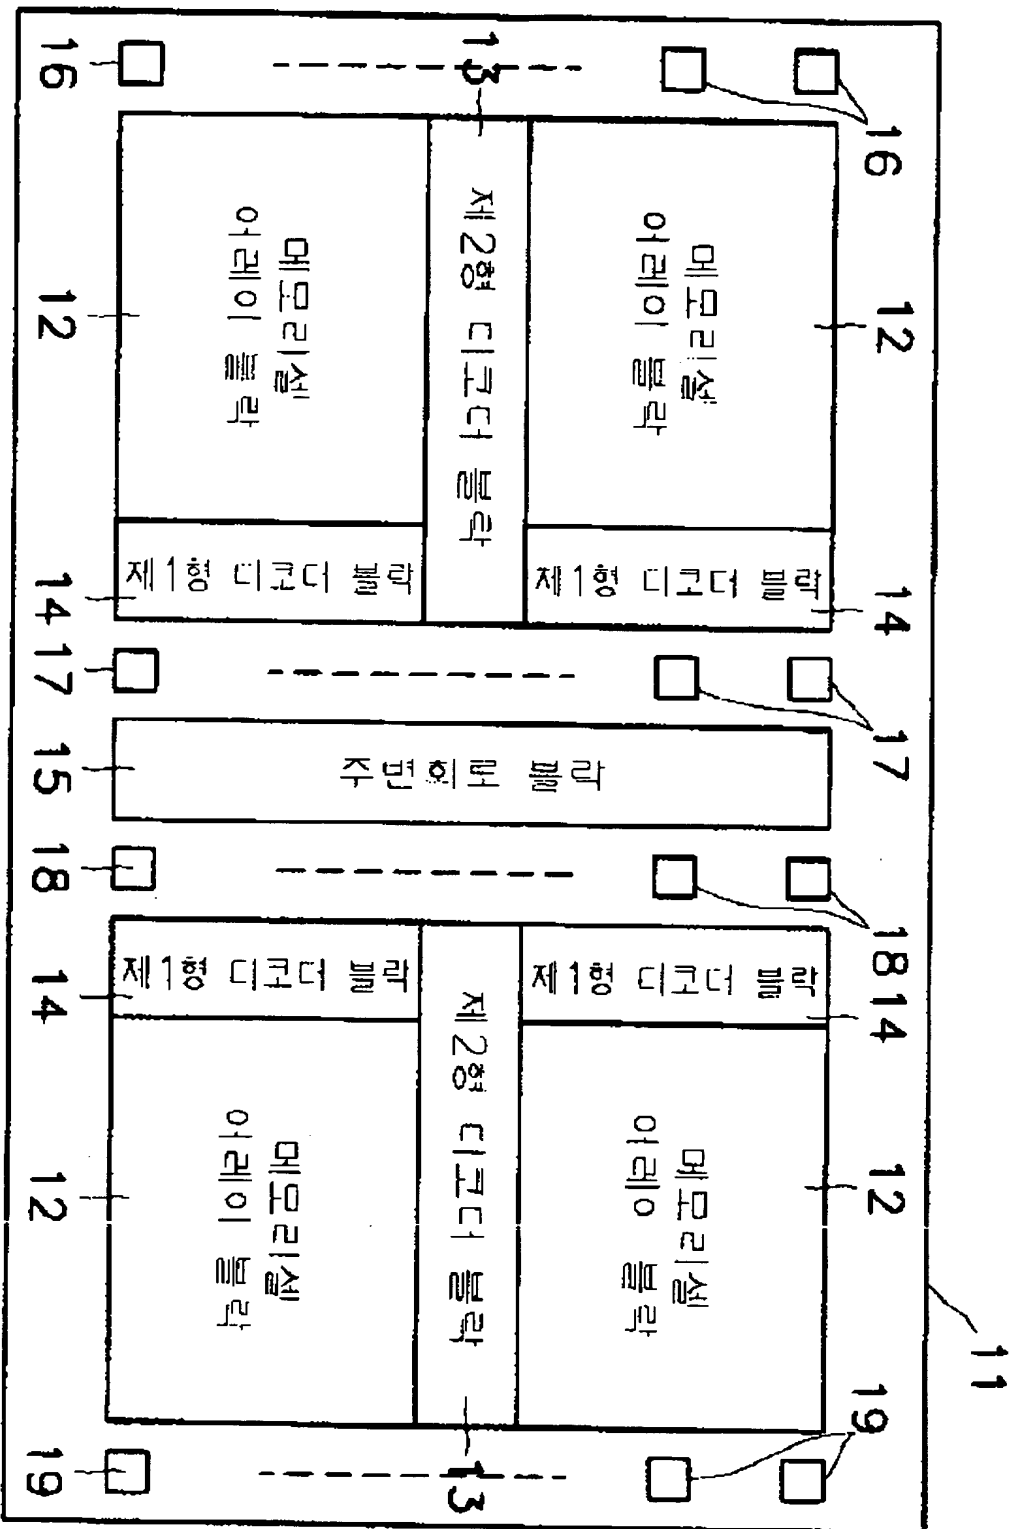 13
16
16
메모리셀
어레이 블락
제2형 디코더 블락
메모리셀
어레이 블락
12
12
제1형 디코더 블락
제1형 디코더 블락
14
14
17
17
주변회로 블락
15
18
18
제1형 디코더 블락
제1형 디코더 블락
14
14
메모리셀
어레이 블락
제2형 디코더 블락
메모리셀
어레이 블락
12
12
11
19
13
19